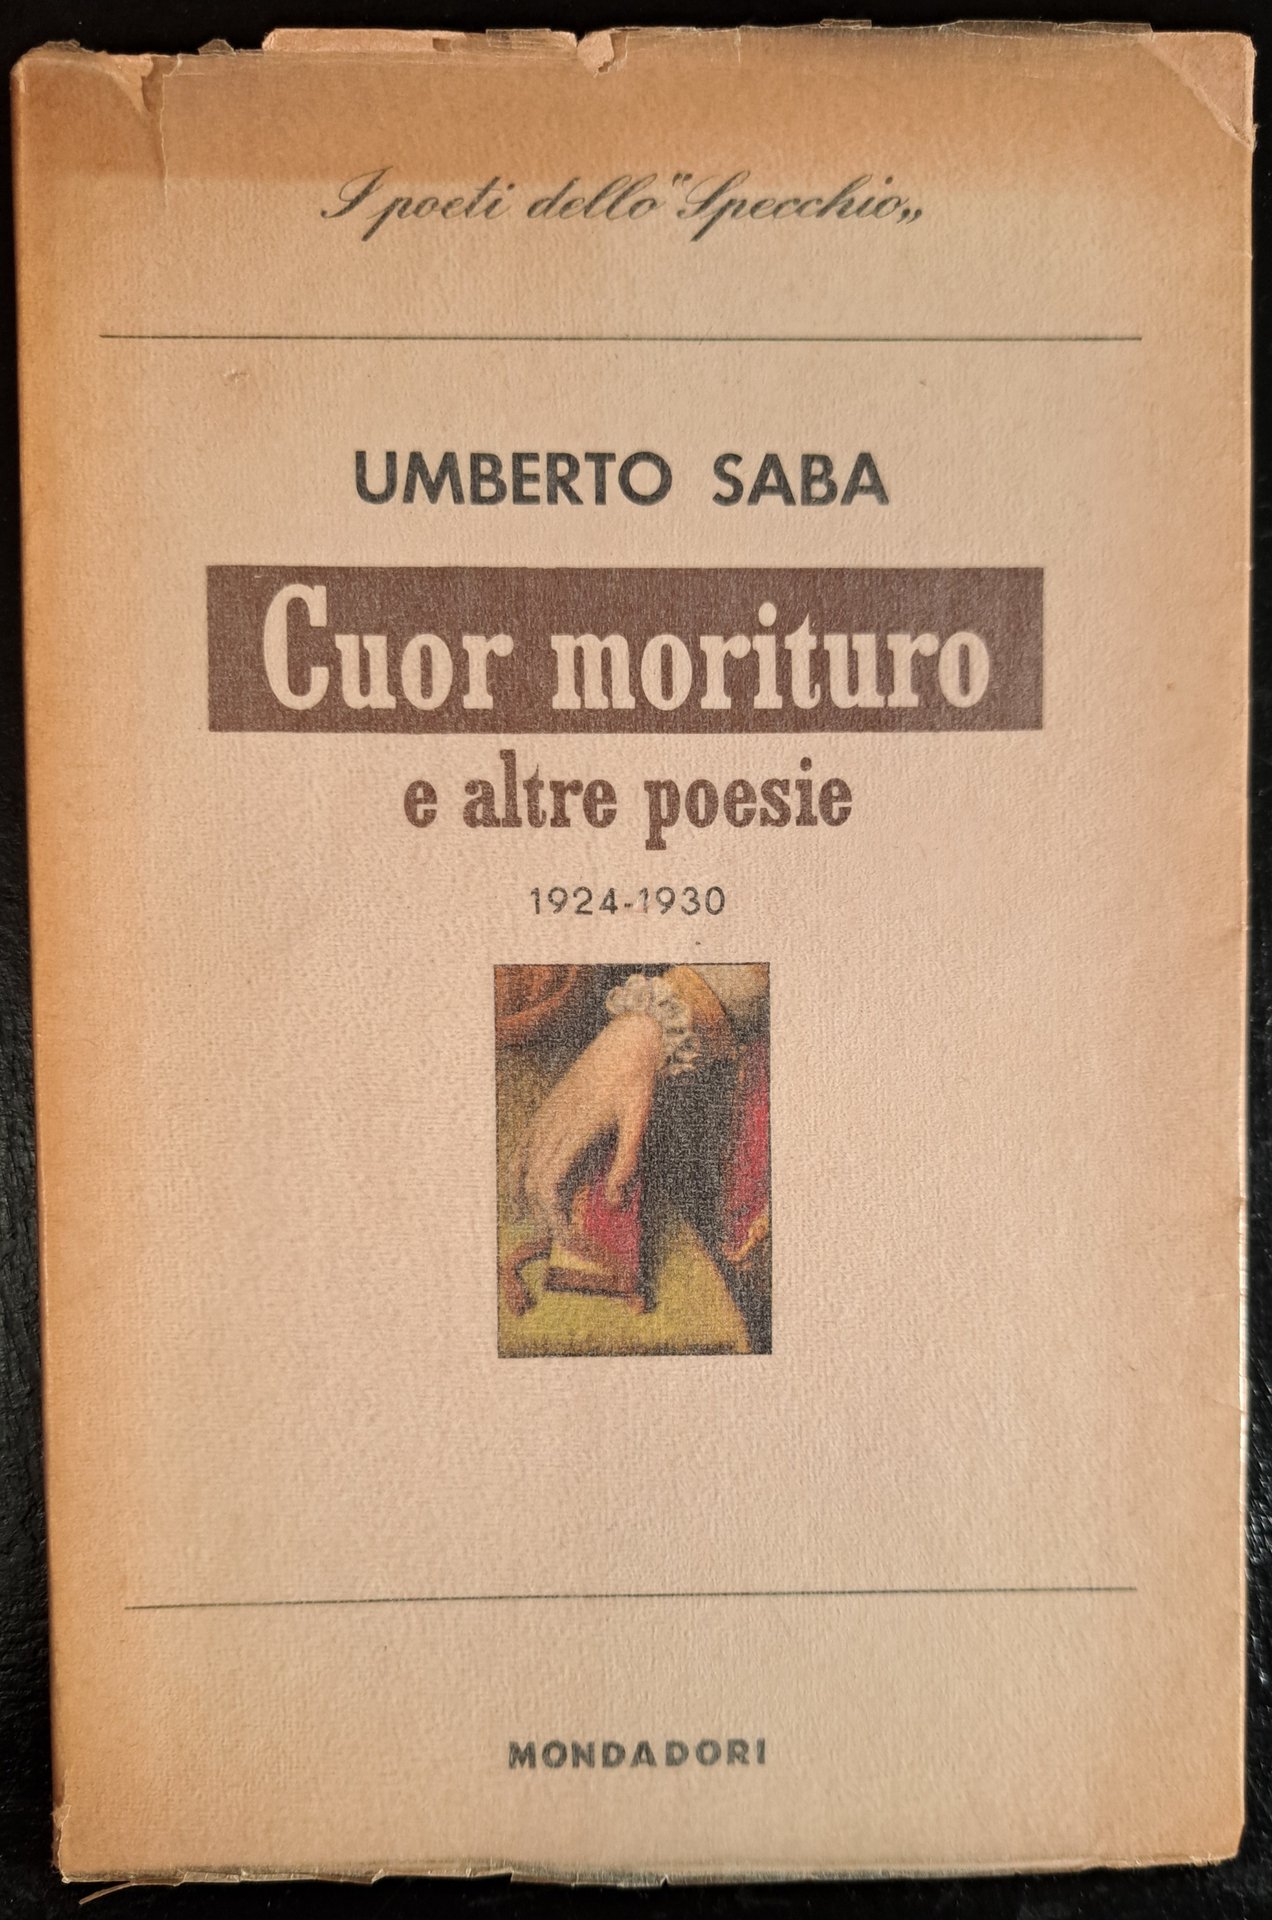 I poeti dello "Specchio„
UMBERTO SABA
Cuor morituro
e altre poesie
1924-1930
MONDADORI